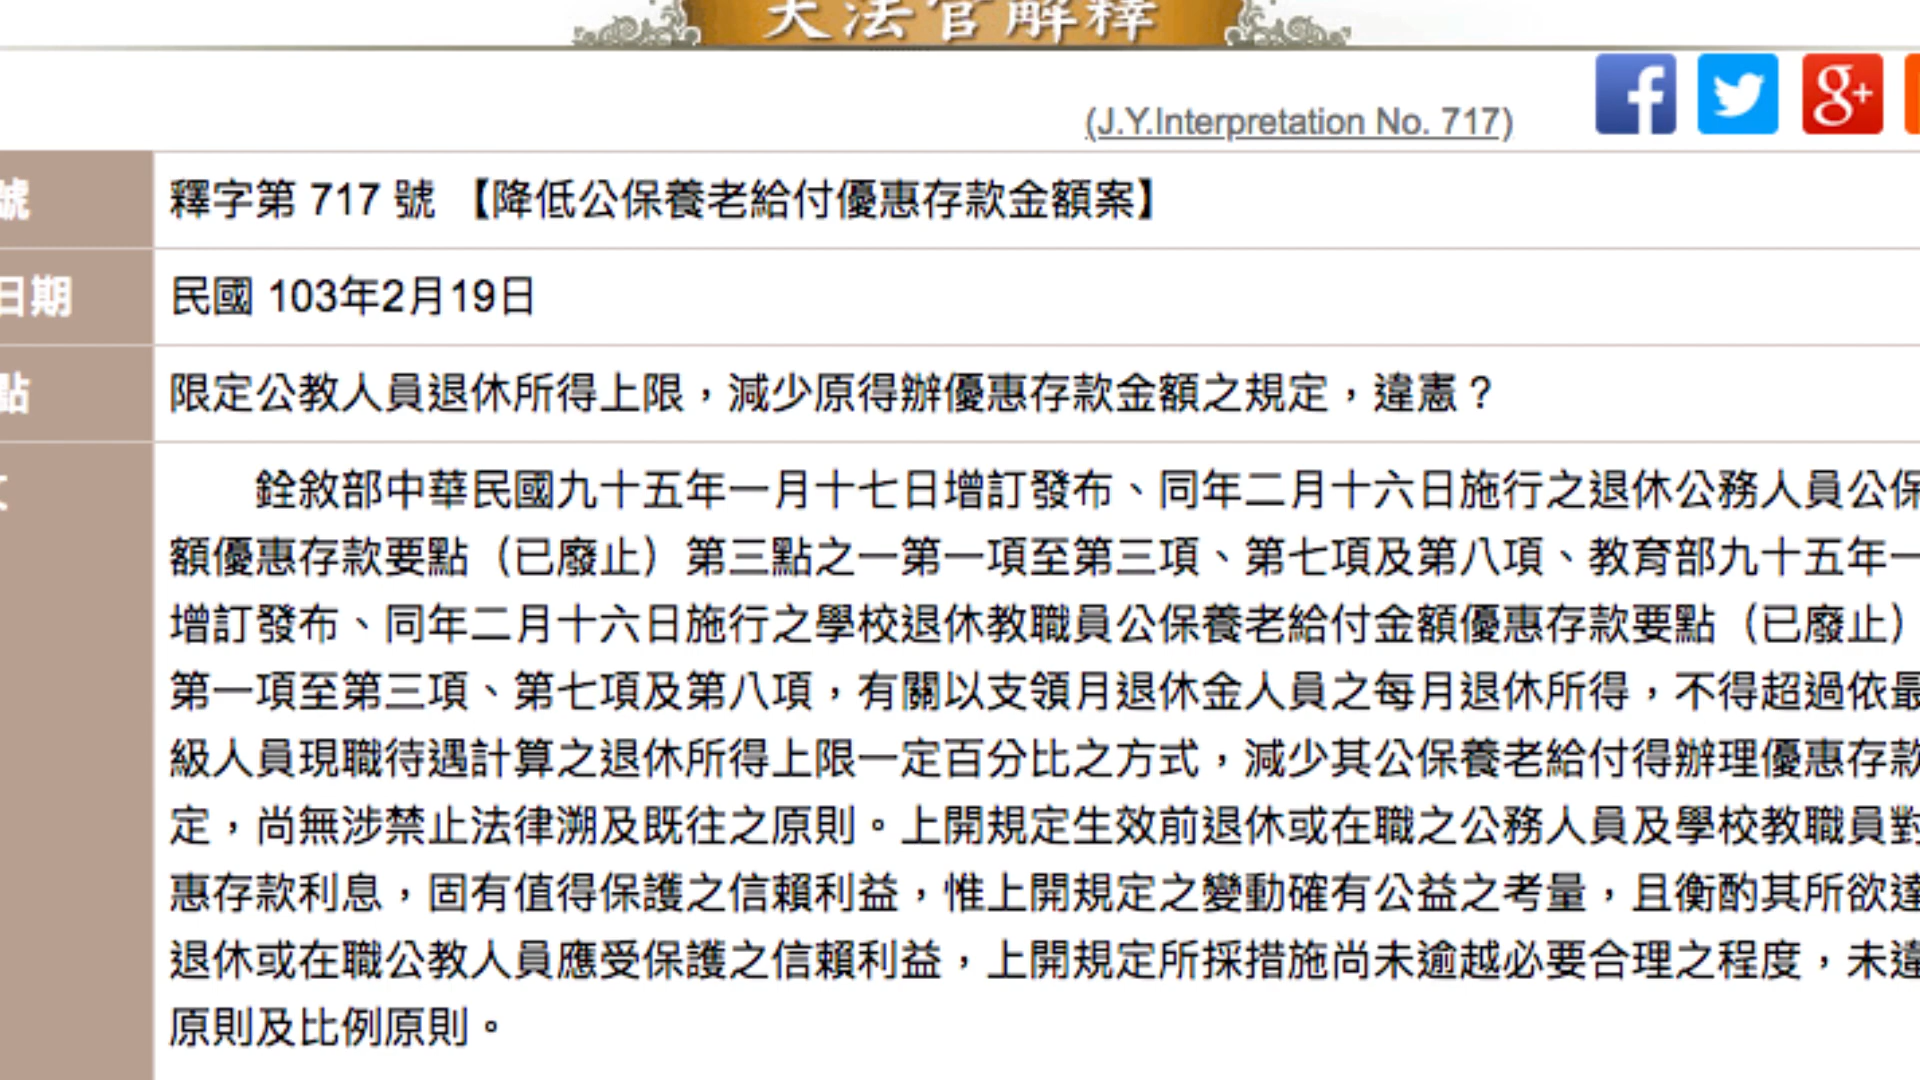 大法官解釋
(J.Y.Interpretation No. 717)
號
釋字第 717 號 【降低公保養老給付優惠存款金額案】
日期
民國 103年2月19日
點
限定公教人員退休所得上限，減少原得辦優惠存款金額之規定，違憲？
銓敘部中華民國九十五年一月十七日增訂發布、同年二月十六日施行之退休公務人員公保
額優惠存款要點（已廢止）第三點之一第一項至第三項、第七項及第八項、教育部九十五年一
增訂發布、同年二月十六日施行之學校退休教職員公保養老給付金額優惠存款要點（已廢止）
第一項至第三項、第七項及第八項，有關以支領月退休金人員之每月退休所得，不得超過依最
級人員現職待遇計算之退休所得上限一定百分比之方式，減少其公保養老給付得辦理優惠存款
定，尚無涉禁止法律溯及既往之原則。上開規定生效前退休或在職之公務人員及學校教職員對
惠存款利息，固有值得保護之信賴利益，惟上開規定之變動確有公益之考量，且衡酌其所欲達
退休或在職公教人員應受保護之信賴利益，上開規定所採措施尚未逾越必要合理之程度，未違
原則及比例原則。